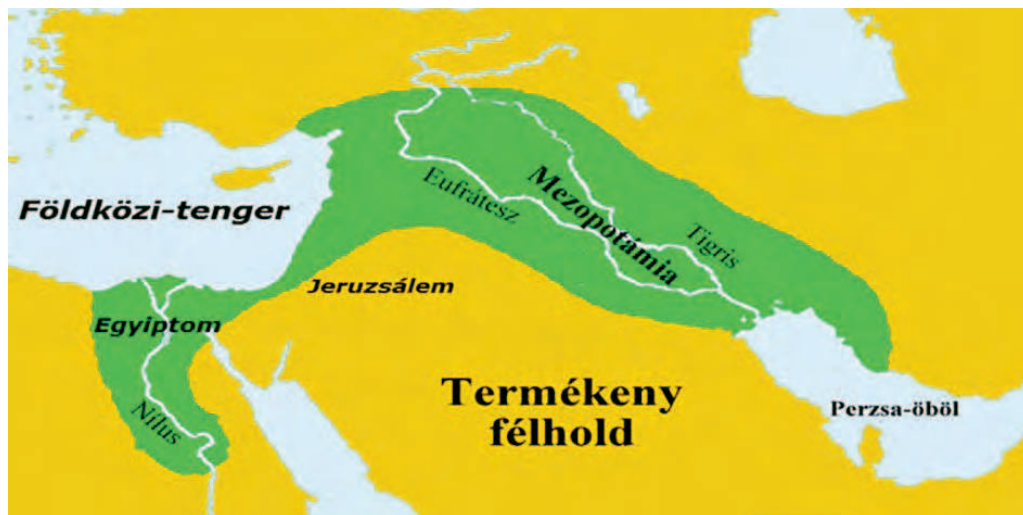 Földközi-tenger
Eufrátesz
Mezopotámia
Tigris
Jeruzsálem
Egyiptom
Nílus
Termékeny
félhold
Perzsa-öböl